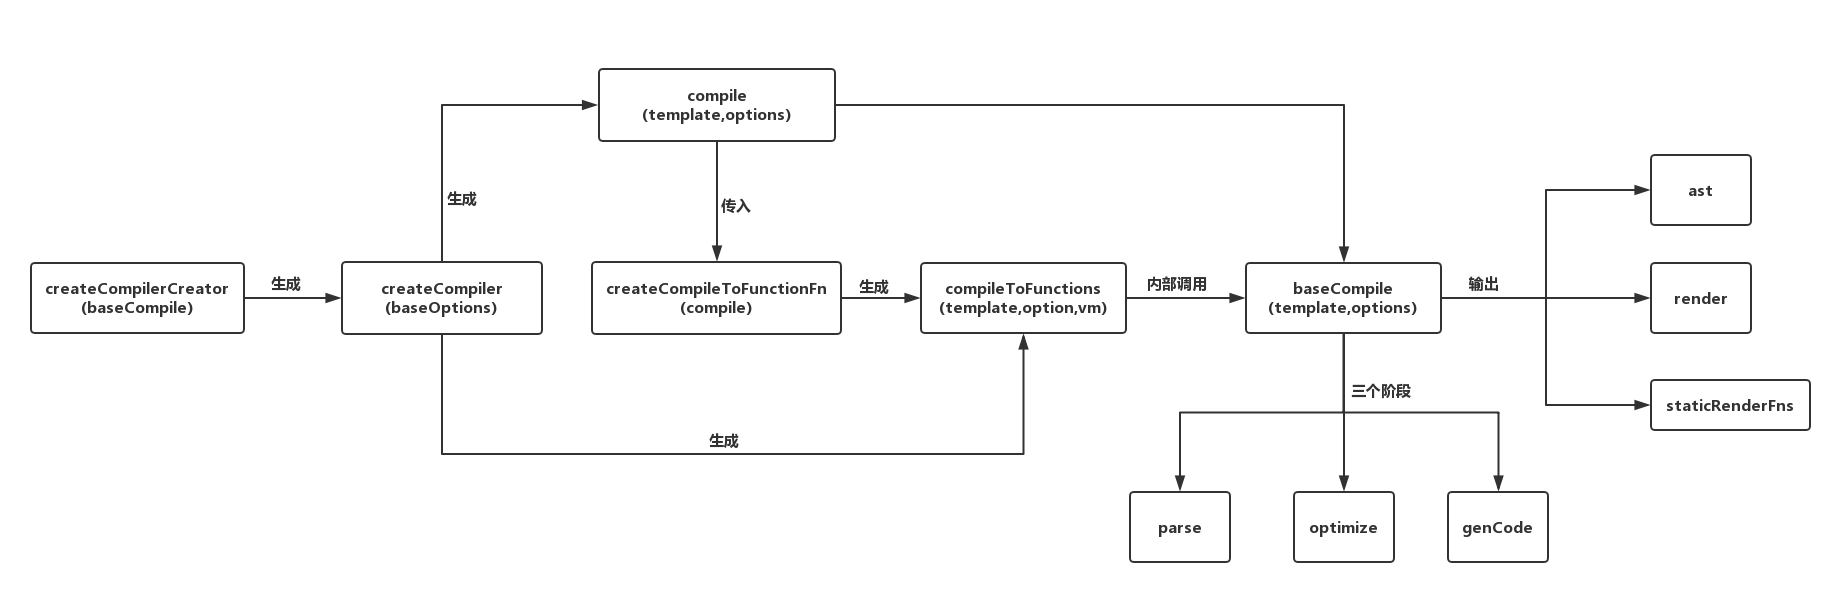 compile
(template,options)
生成
传入
ast
createCompilerCreator
(baseCompile)
生成
createCompiler
(baseOptions)
createCompileToFunctionFn
(compile)
生成
compileToFunctions
(template,option,vm)
内部调用
baseCompile
(template,options)
输出
render
三个阶段
staticRenderFns
生成
parse
optimize
genCode